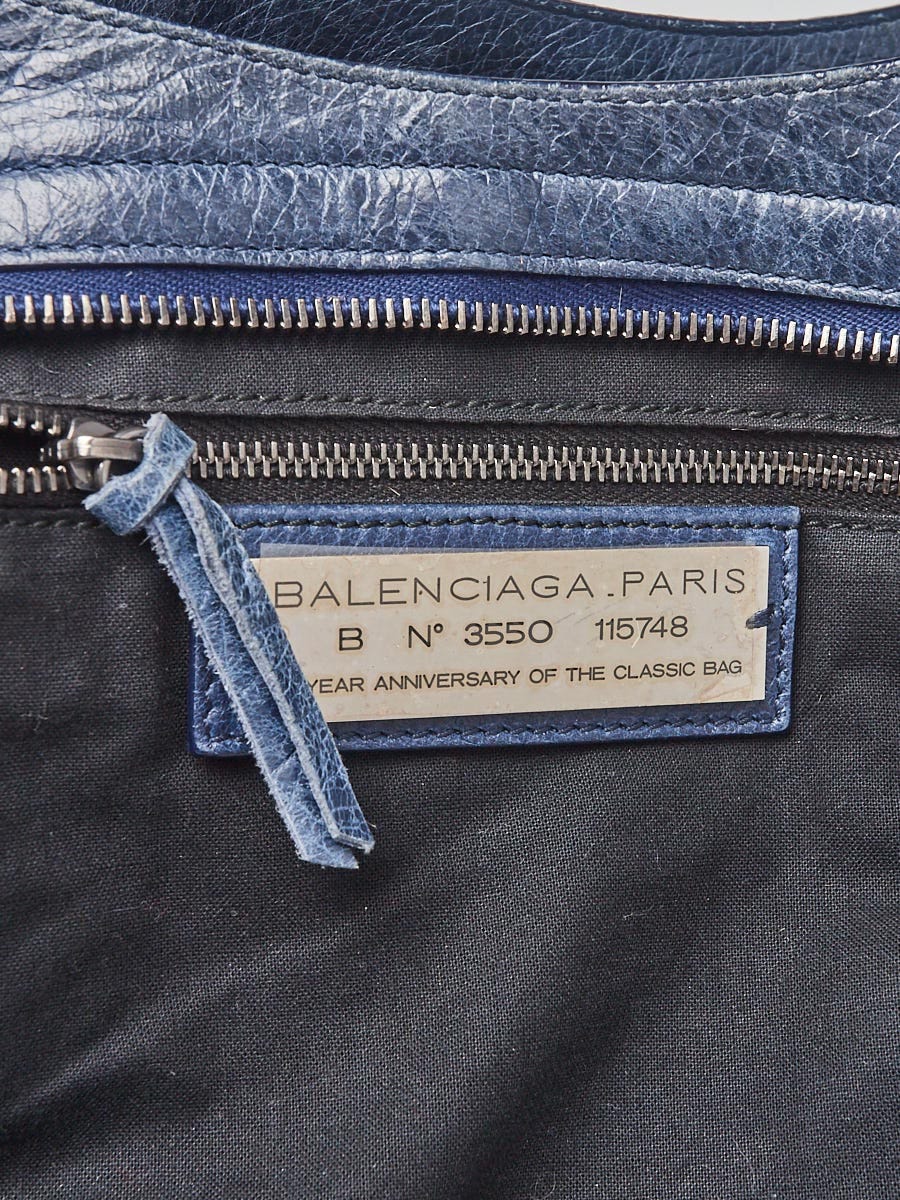 BALENCIAGA.PARIS
B N° 3550 115748
YEAR ANNIVERSARY OF THE CLASSIC BAG